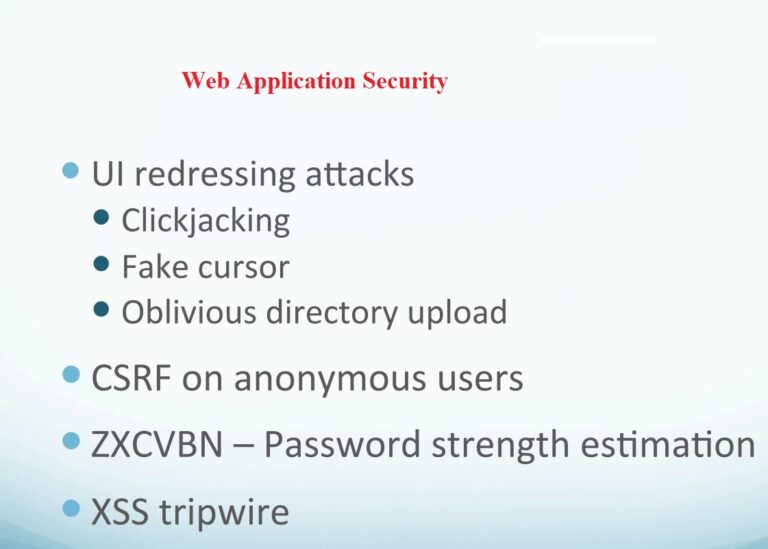 Web Application Security
UI redressing attacks
Clickjacking
Fake cursor
Oblivious directory upload
CSRF on anonymous users
ZXCVBN – Password strength estimation
XSS tripwire